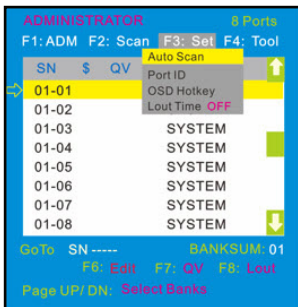 ADMINISTRATOR 8 Ports
F1: ADM F2: Scan F3: Set F4: Tool
SN $ QV
Auto Scan
Port ID
OSD Hotkey
Lout Time OFF
01-01
01-02
01-03 SYSTEM
01-04 SYSTEM
01-05 SYSTEM
01-06 SYSTEM
01-07 SYSTEM
01-08 SYSTEM
GoTo SN ----- BANKSUM: 01
F6: Edit F7: QV F8: Lout
Page UP/ DN: Select Banks